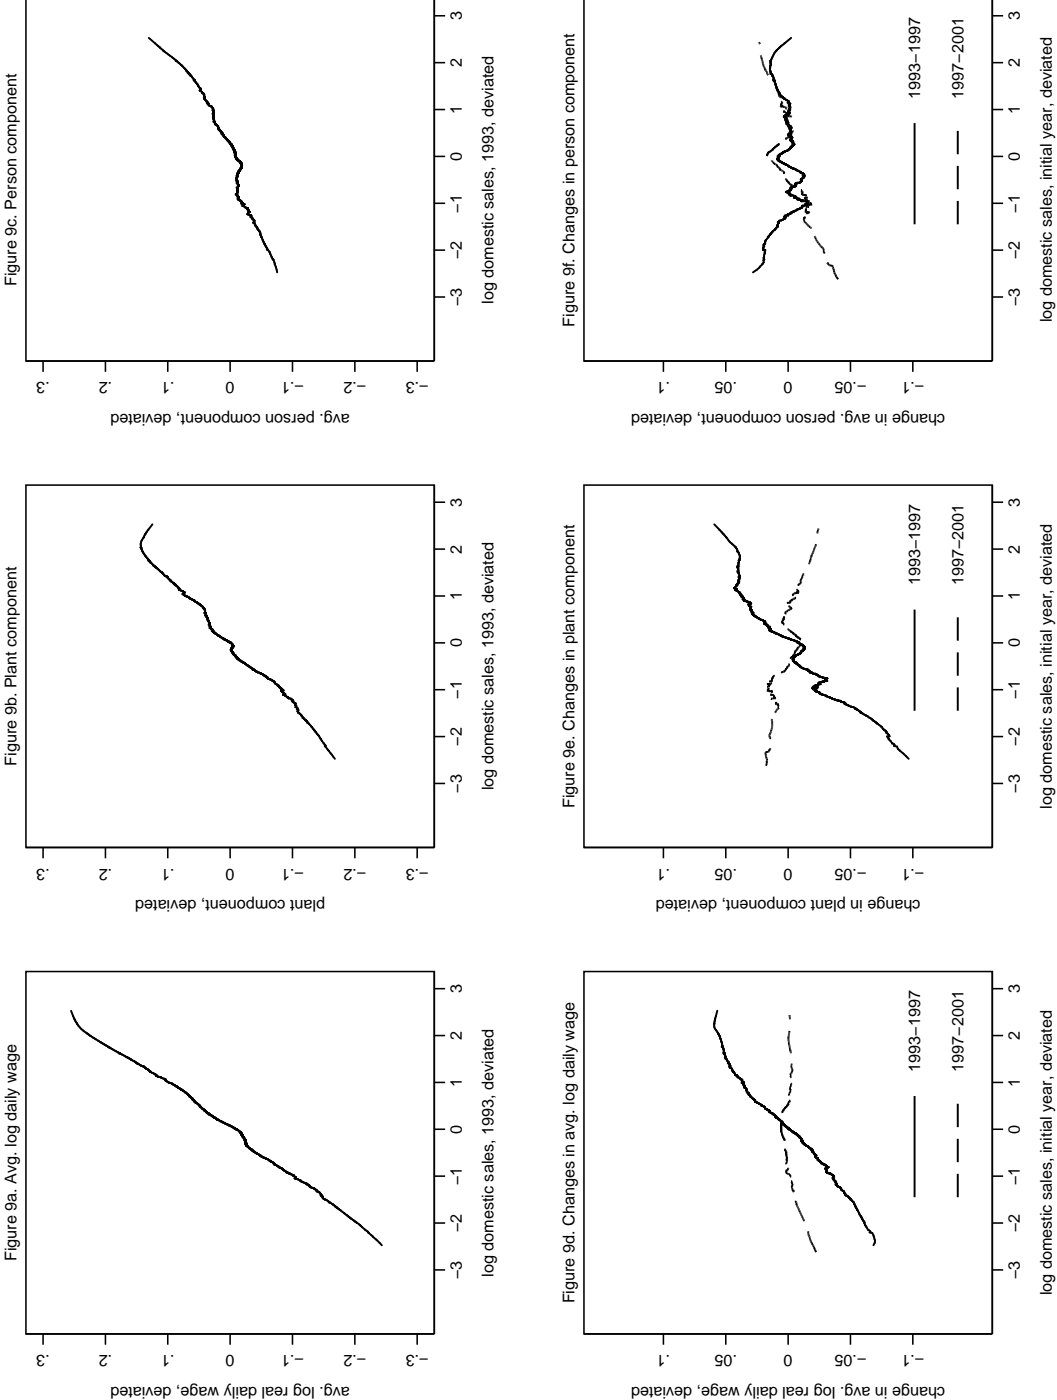 Figure 9a. Avg. log daily wage
avg. log real daily wage, deviated
.3
.2
.1
0
−.1
−.2
−.3
−3 −2 −1 0 1 2 3
log domestic sales, 1993, deviated
Figure 9b. Plant component
plant component, deviated
.3
.2
.1
0
−.1
−.2
−.3
−3 −2 −1 0 1 2 3
log domestic sales, 1993, deviated
Figure 9c. Person component
avg. person component, deviated
.3
.2
.1
0
−.1
−.2
−.3
−3 −2 −1 0 1 2 3
log domestic sales, 1993, deviated
Figure 9d. Changes in avg. log daily wage
change in avg. log real daily wage, deviated
.1
.05
0
−.05
−.1
1993−1997
1997−2001
−3 −2 −1 0 1 2 3
log domestic sales, initial year, deviated
Figure 9e. Changes in plant component
change in plant component, deviated
.1
.05
0
−.05
−.1
1993−1997
1997−2001
−3 −2 −1 0 1 2 3
log domestic sales, initial year, deviated
Figure 9f. Changes in person component
change in avg. person component, deviated
.1
.05
0
−.05
−.1
1993−1997
1997−2001
−3 −2 −1 0 1 2 3
log domestic sales, initial year, deviated